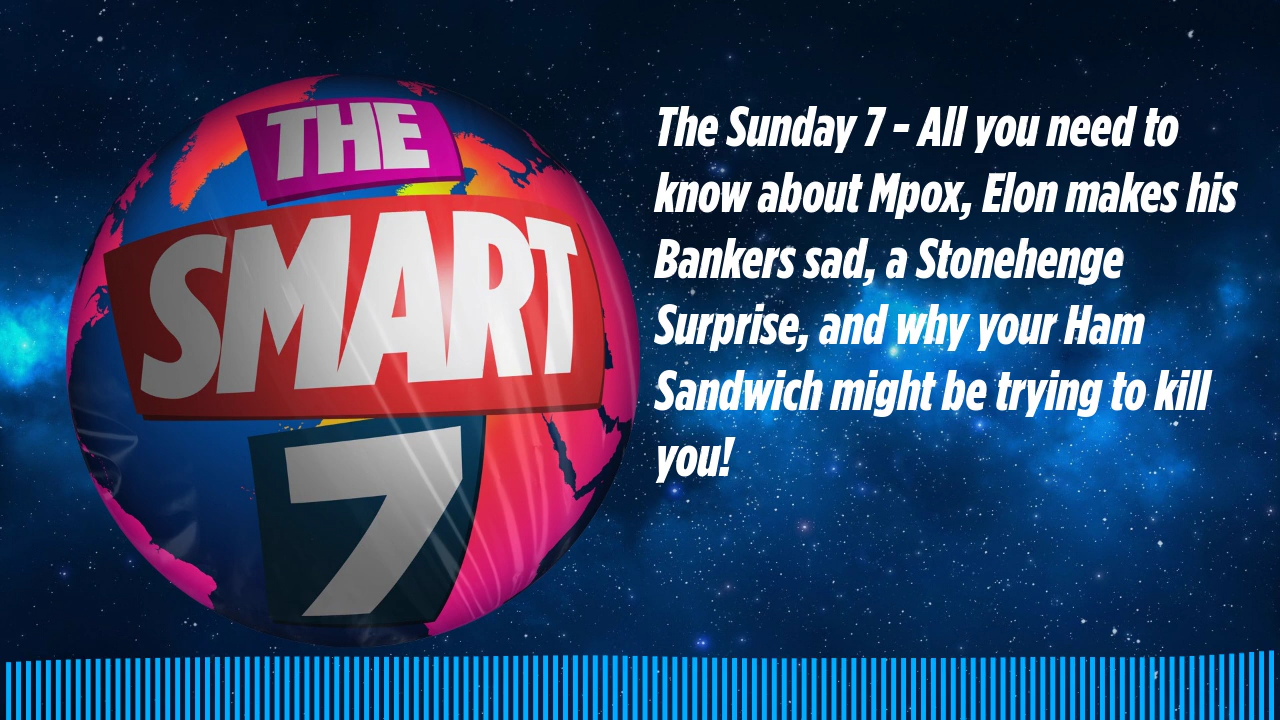 THE
SMART
7
The Sunday 7 - All you need to
know about Mpox, Elon makes his
Bankers sad, a Stonehenge
Surprise, and why your Ham
Sandwich might be trying to kill
you!